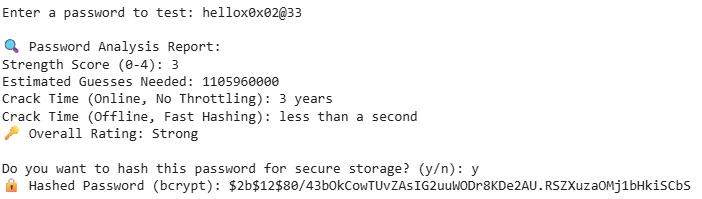 Enter a password to test: hellox0x02@33
🔍 Password Analysis Report:
Strength Score (0-4): 3
Estimated Guesses Needed: 1105960000
Crack Time (Online, No Throttling): 3 years
Crack Time (Offline, Fast Hashing): less than a second
🔑 Overall Rating: Strong
Do you want to hash this password for secure storage? (y/n): y
🔒 Hashed Password (bcrypt): $2b$12$80/43bOkCowTUvZAsIG2uuWODr8KDe2AU.RSZXuzaOMj1bHkiSCbS